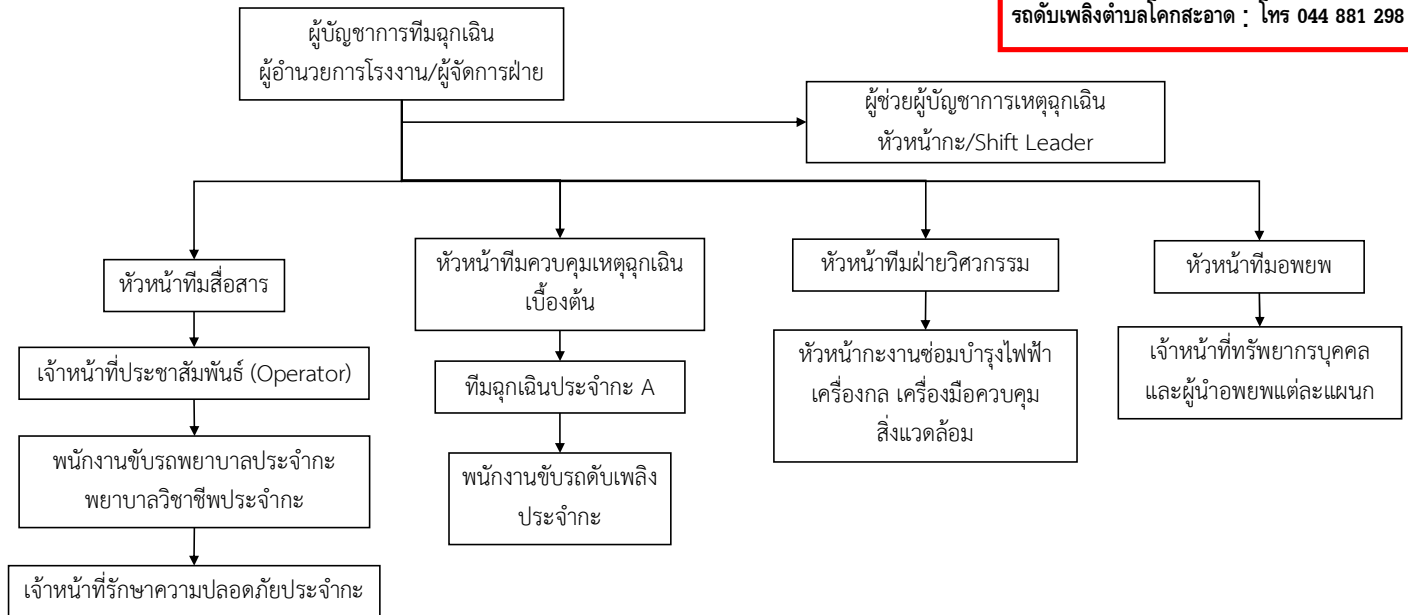 รถดับเพลิงตำบลโคกสะอาด : โทร 044 881 298
ผู้บัญชาการทีมฉุกเฉิน
ผู้อำนวยการโรงงาน/ผู้จัดการฝ่าย
ผู้ช่วยผู้บัญชาการเหตุฉุกเฉิน
หัวหน้ากะ/Shift Leader
หัวหน้าทีมสื่อสาร
เจ้าหน้าที่ประชาสัมพันธ์ (Operator)
พนักงานขับรถพยาบาลประจำกะ
พยาบาลวิชาชีพประจำกะ
เจ้าหน้าที่รักษาความปลอดภัยประจำกะ
หัวหน้าทีมควบคุมเหตุฉุกเฉิน
เบื้องต้น
ทีมฉุกเฉินประจำกะ A
พนักงานขับรถดับเพลิง
ประจำกะ
หัวหน้าทีมฝ่ายวิศวกรรม
หัวหน้ากะงานซ่อมบำรุงไฟฟ้า
เครื่องกล เครื่องมือควบคุม
สิ่งแวดล้อม
หัวหน้าทีมอพยพ
เจ้าหน้าที่ทรัพยากรบุคคล
และผู้นำอพยพแต่ละแผนก